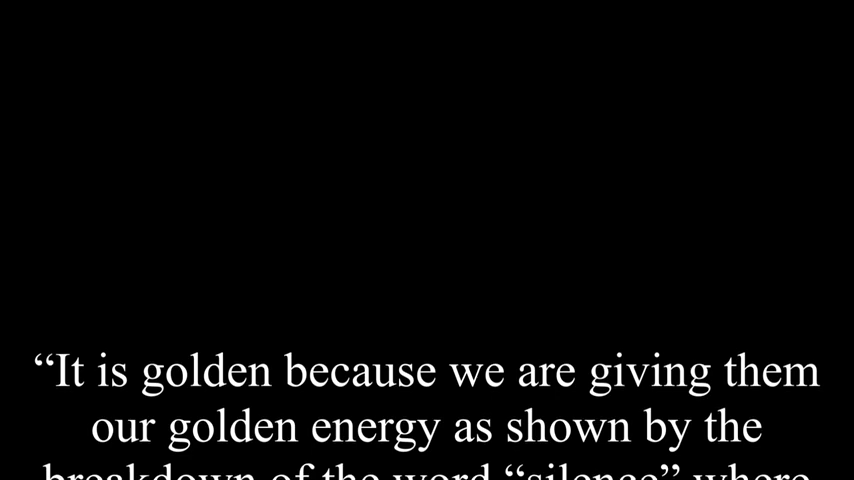 “It is golden because we are giving them
our golden energy as shown by the
breakdown of the word “silence” where